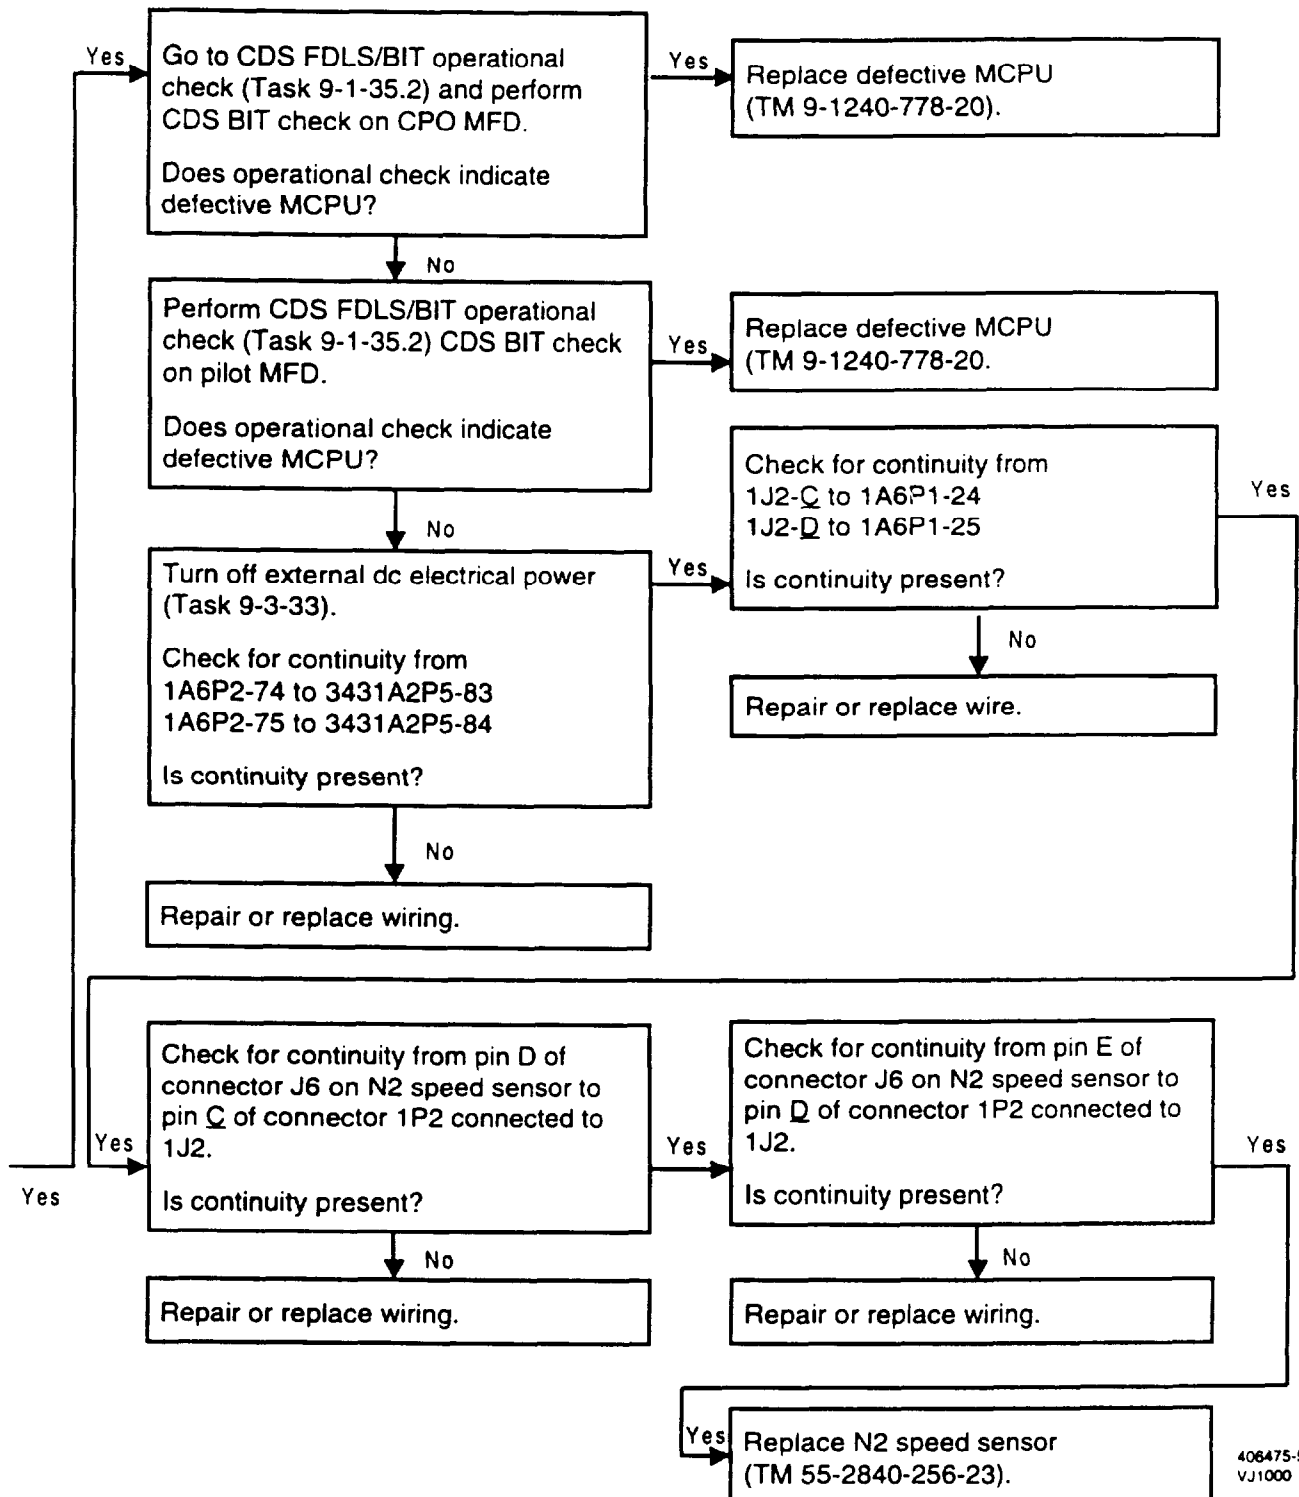 Yes
Go to CDS FDLS/BIT operational
check (Task 9-1-35.2) and perform
CDS BIT check on CPO MFD.
Does operational check indicate
defective MCPU?
Yes
Replace defective MCPU
(TM 9-1240-778-20).
No
Perform CDS FDLS/BIT operational
check (Task 9-1-35.2) CDS BIT check
on pilot MFD.
Does operational check indicate
defective MCPU?
Yes
Replace defective MCPU
(TM 9-1240-778-20.
No
Turn off external dc electrical power
(Task 9-3-33).
Check for continuity from
1A6P2-74 to 3431A2P5-83
1A6P2-75 to 3431A2P5-84
Is continuity present?
Yes
Check for continuity from
1J2-C to 1A6P1-24
1J2-D to 1A6P1-25
Is continuity present?
Yes
No
Repair or replace wire.
No
Repair or replace wiring.
Yes
Yes
Check for continuity from pin D of
connector J6 on N2 speed sensor to
pin C of connector 1P2 connected to
1J2.
Is continuity present?
Yes
Check for continuity from pin E of
connector J6 on N2 speed sensor to
pin D of connector 1P2 connected to
1J2.
Is continuity present?
Yes
No
Repair or replace wiring.
No
Repair or replace wiring.
Yes
Replace N2 speed sensor
(TM 55-2840-256-23).
VJ1000